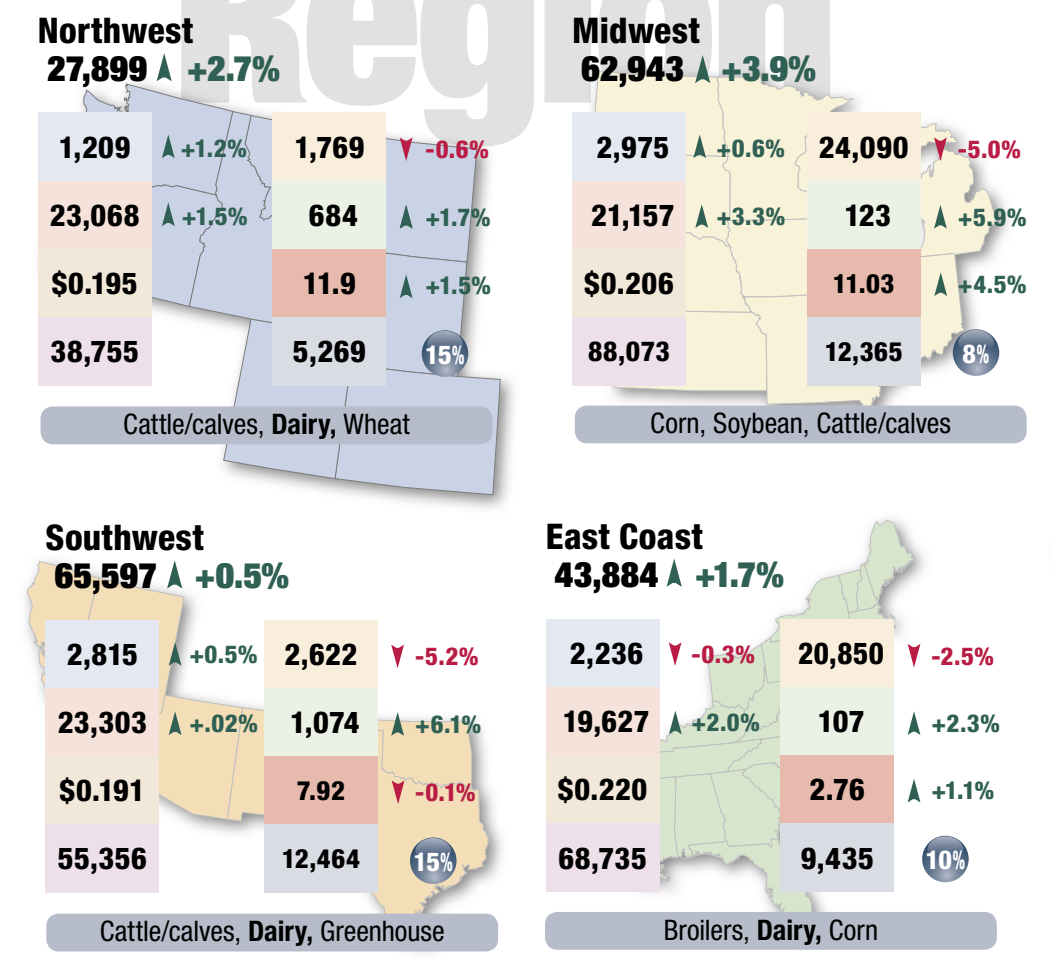 Region
Northwest
27,899 +2.7%
1,209 +1.2% 1,769 -0.6%
23,068 +1.5% 684 +1.7%
$0.195 11.9 +1.5%
38,755 5,269 15%
Cattle/calves, Dairy, Wheat
Midwest
62,943 +3.9%
2,975 +0.6% 24,090 -5.0%
21,157 +3.3% 123 +5.9%
$0.206 11.03 +4.5%
88,073 12,365 8%
Corn, Soybean, Cattle/calves
Southwest
65,597 +0.5%
2,815 +0.5% 2,622 -5.2%
23,303 +.02% 1,074 +6.1%
$0.191 7.92 -0.1%
55,356 12,464 15%
Cattle/calves, Dairy, Greenhouse
East Coast
43,884 +1.7%
2,236 -0.3% 20,850 -2.5%
19,627 +2.0% 107 +2.3%
$0.220 2.76 +1.1%
68,735 9,435 10%
Broilers, Dairy, Corn